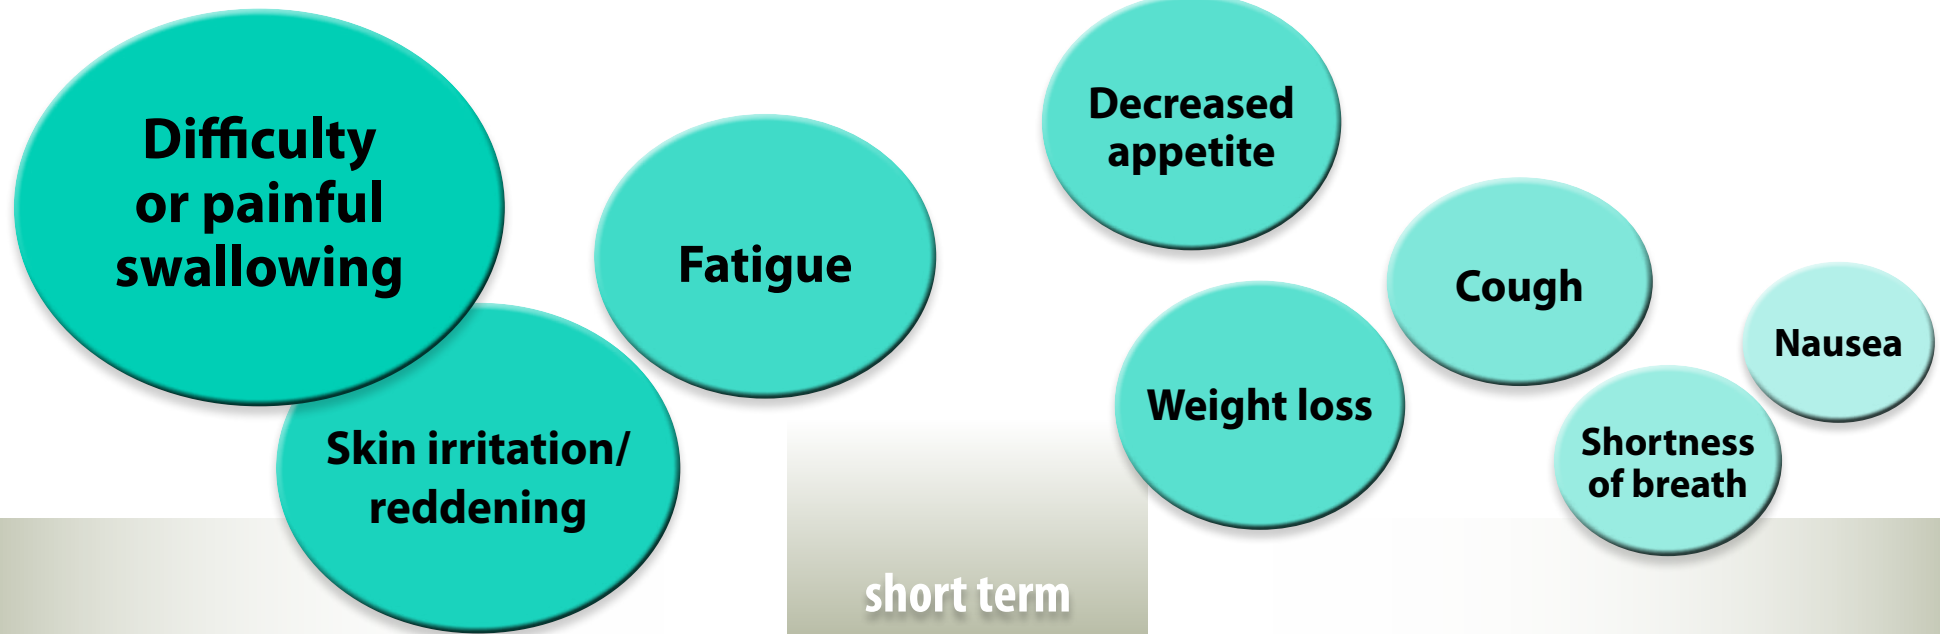 Difficulty
or painful
swallowing
Skin irritation/
reddening
Fatigue
Decreased
appetite
Weight loss
Cough
Shortness
of breath
Nausea
short term